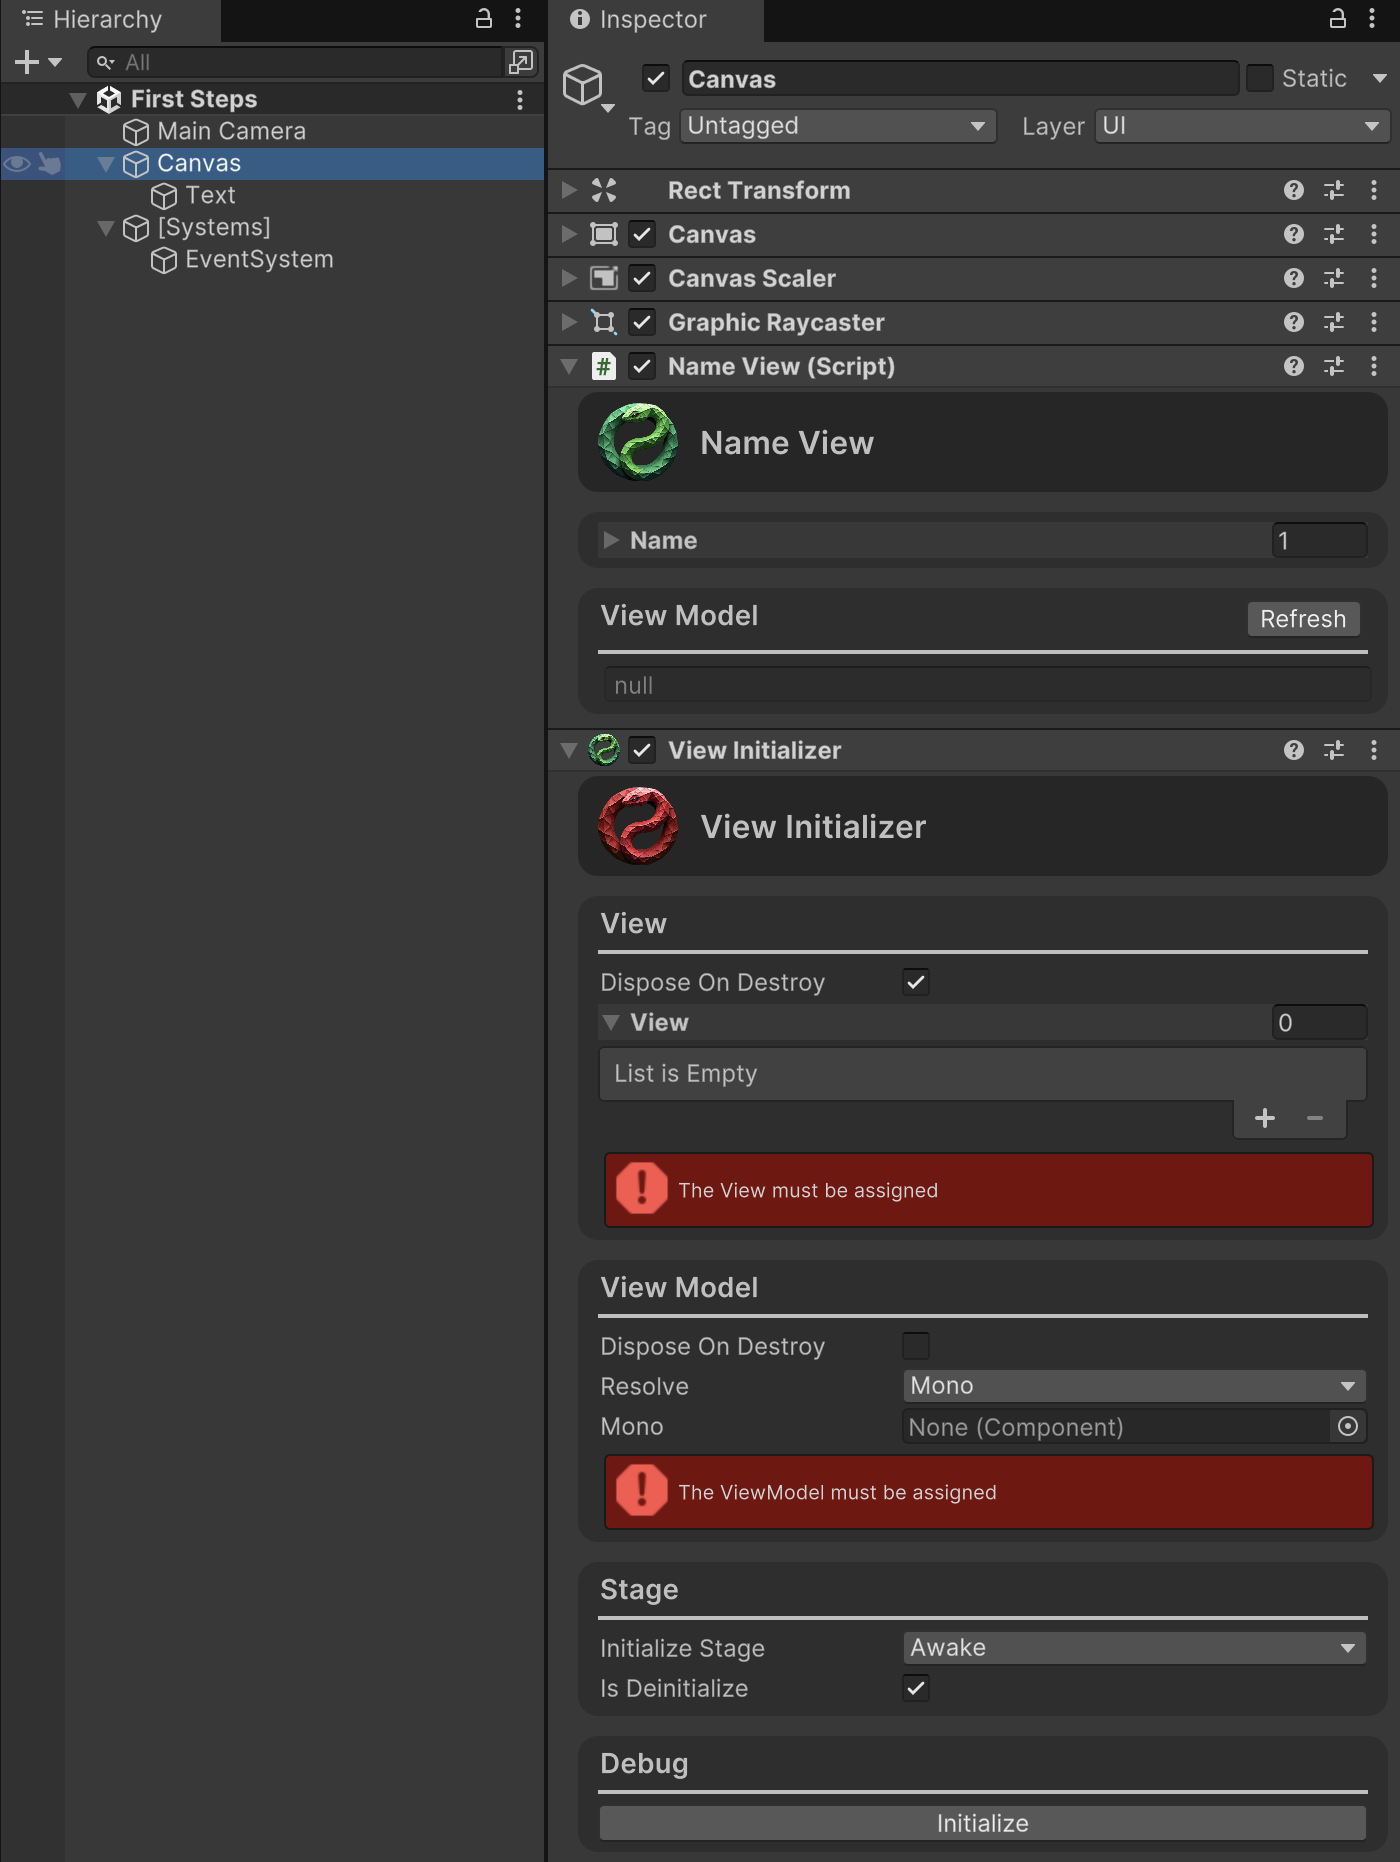 Hierarchy
All
First Steps
Main Camera
Canvas
Text
[Systems]
EventSystem
Inspector
Canvas
Static
Tag
Untagged
Layer
UI
Rect Transform
Canvas
Canvas Scaler
Graphic Raycaster
# Name View (Script)
Name View
Name
1
View Model
Refresh
null
View Initializer
View Initializer
View
Dispose On Destroy
View
0
List is Empty
The View must be assigned
View Model
Dispose On Destroy
Resolve
Mono
Mono
None (Component)
The ViewModel must be assigned
Stage
Initialize Stage
Awake
Is Deinitialize
Debug
Initialize